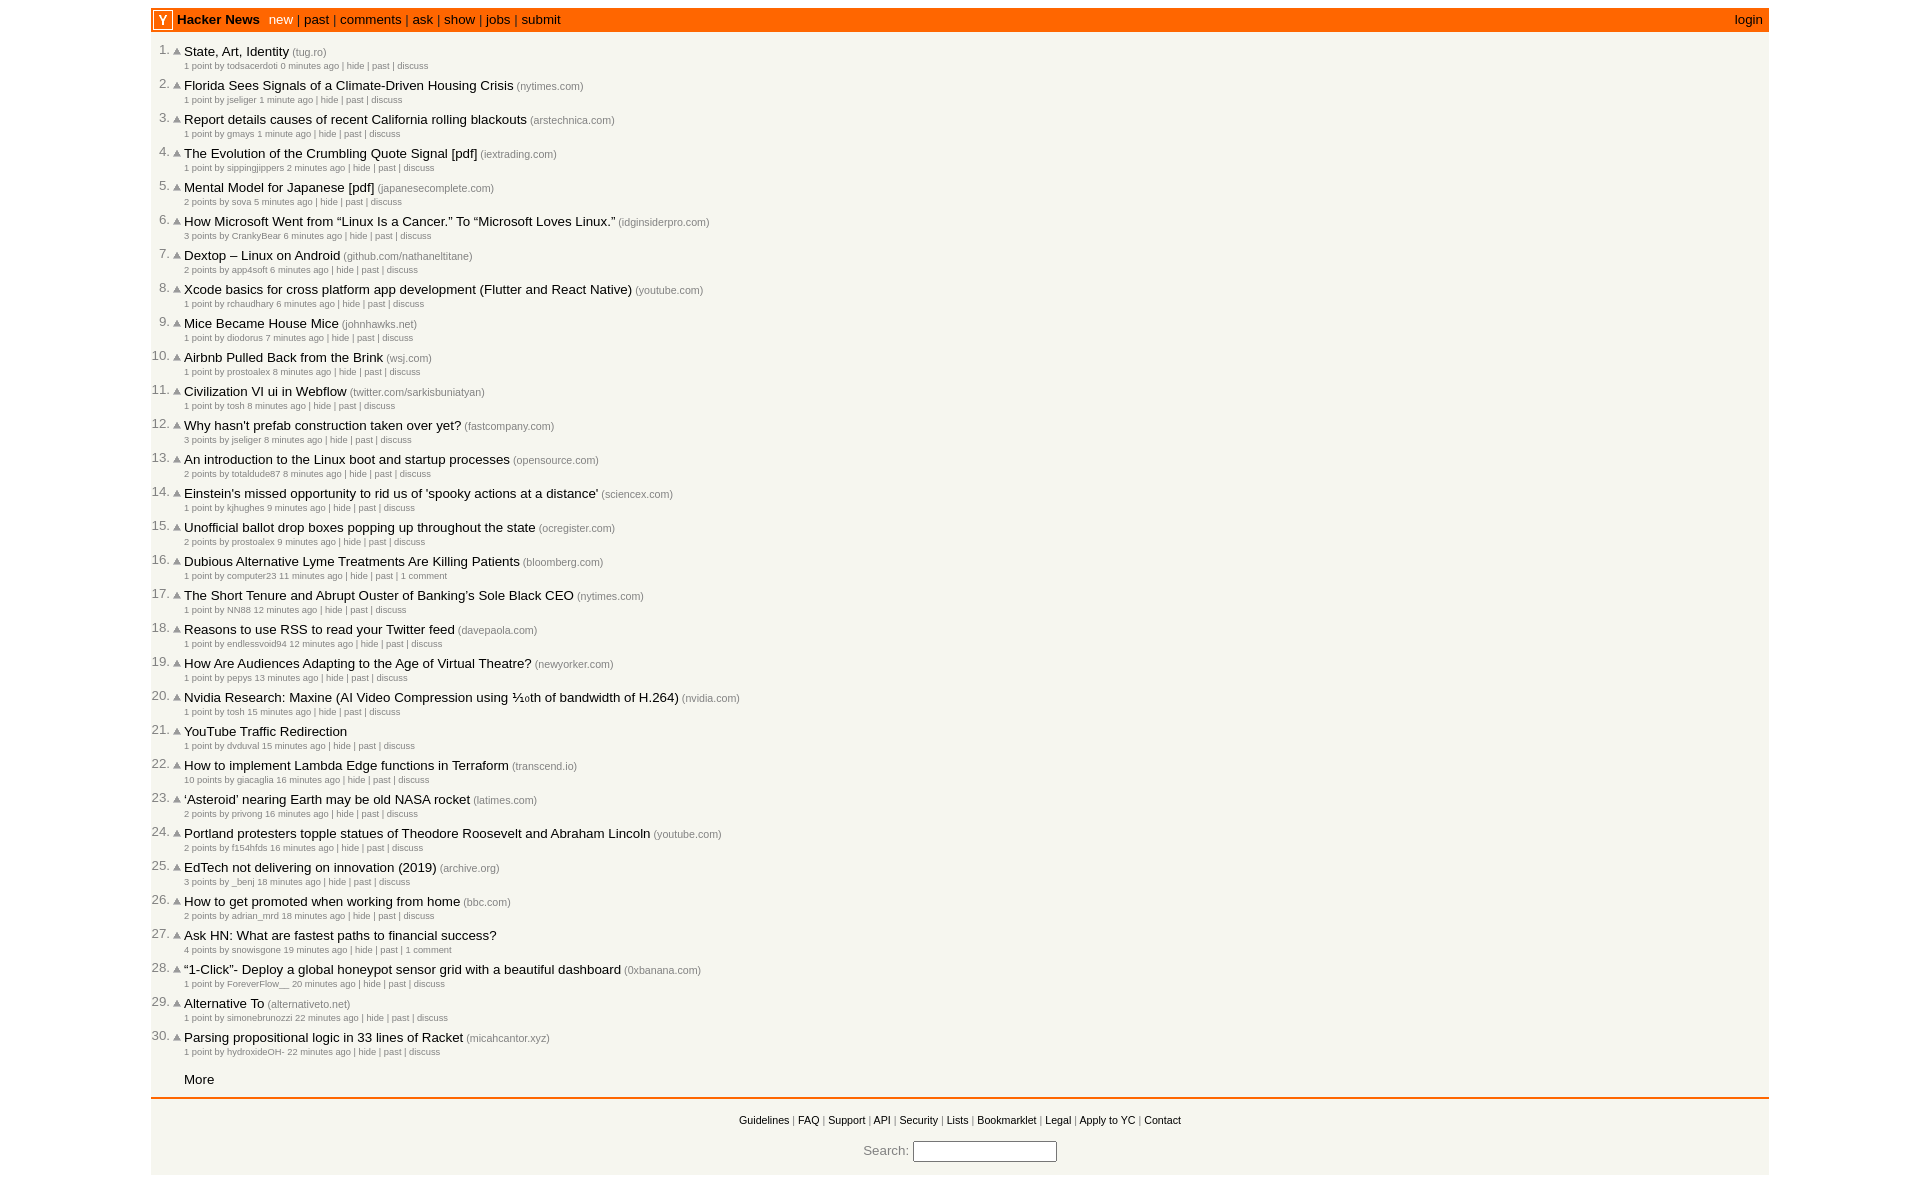 Y Hacker News new | past | comments | ask | show | jobs | submit login
1. State, Art, Identity (tug.ro)
1 point by todsacerdoti 0 minutes ago | hide | past | discuss
2. Florida Sees Signals of a Climate-Driven Housing Crisis (nytimes.com)
1 point by jseliger 1 minute ago | hide | past | discuss
3. Report details causes of recent California rolling blackouts (arstechnica.com)
1 point by gmays 1 minute ago | hide | past | discuss
4. The Evolution of the Crumbling Quote Signal [pdf] (iextrading.com)
1 point by sippingjippers 2 minutes ago | hide | past | discuss
5. Mental Model for Japanese [pdf] (japanesecomplete.com)
2 points by sova 5 minutes ago | hide | past | discuss
6. How Microsoft Went from “Linux Is a Cancer.” To “Microsoft Loves Linux.” (idginsiderpro.com)
3 points by CrankyBear 6 minutes ago | hide | past | discuss
7. Dextop – Linux on Android (github.com/nathaneltitane)
2 points by app4soft 6 minutes ago | hide | past | discuss
8. Xcode basics for cross platform app development (Flutter and React Native) (youtube.com)
1 point by rchaudhary 6 minutes ago | hide | past | discuss
9. Mice Became House Mice (johnhawks.net)
1 point by diodorus 7 minutes ago | hide | past | discuss
10. Airbnb Pulled Back from the Brink (wsj.com)
1 point by prostoalex 8 minutes ago | hide | past | discuss
11. Civilization VI ui in Webflow (twitter.com/sarkisbuniatyan)
1 point by tosh 8 minutes ago | hide | past | discuss
12. Why hasn't prefab construction taken over yet? (fastcompany.com)
3 points by jseliger 8 minutes ago | hide | past | discuss
13. An introduction to the Linux boot and startup processes (opensource.com)
2 points by totaldude87 8 minutes ago | hide | past | discuss
14. Einstein's missed opportunity to rid us of 'spooky actions at a distance' (sciencex.com)
1 point by kjhughes 9 minutes ago | hide | past | discuss
15. Unofficial ballot drop boxes popping up throughout the state (ocregister.com)
2 points by prostoalex 9 minutes ago | hide | past | discuss
16. Dubious Alternative Lyme Treatments Are Killing Patients (bloomberg.com)
1 point by computer23 11 minutes ago | hide | past | 1 comment
17. The Short Tenure and Abrupt Ouster of Banking’s Sole Black CEO (nytimes.com)
1 point by NN88 12 minutes ago | hide | past | discuss
18. Reasons to use RSS to read your Twitter feed (davepaola.com)
1 point by endlessvoid94 12 minutes ago | hide | past | discuss
19. How Are Audiences Adapting to the Age of Virtual Theatre? (newyorker.com)
1 point by pepys 13 minutes ago | hide | past | discuss
20. Nvidia Research: Maxine (AI Video Compression using ⅒th of bandwidth of H.264) (nvidia.com)
1 point by tosh 15 minutes ago | hide | past | discuss
21. YouTube Traffic Redirection
1 point by dvduval 15 minutes ago | hide | past | discuss
22. How to implement Lambda Edge functions in Terraform (transcend.io)
10 points by giacaglia 16 minutes ago | hide | past | discuss
23. ‘Asteroid’ nearing Earth may be old NASA rocket (latimes.com)
2 points by privong 16 minutes ago | hide | past | discuss
24. Portland protesters topple statues of Theodore Roosevelt and Abraham Lincoln (youtube.com)
2 points by f154hfds 16 minutes ago | hide | past | discuss
25. EdTech not delivering on innovation (2019) (archive.org)
3 points by _benj 18 minutes ago | hide | past | discuss
26. How to get promoted when working from home (bbc.com)
2 points by adrian_mrd 18 minutes ago | hide | past | discuss
27. Ask HN: What are fastest paths to financial success?
4 points by snowisgone 19 minutes ago | hide | past | 1 comment
28. “1-Click”- Deploy a global honeypot sensor grid with a beautiful dashboard (0xbanana.com)
1 point by ForeverFlow__ 20 minutes ago | hide | past | discuss
29. Alternative To (alternativeto.net)
1 point by simonebrunozzi 22 minutes ago | hide | past | discuss
30. Parsing propositional logic in 33 lines of Racket (micahcantor.xyz)
1 point by hydroxideOH- 22 minutes ago | hide | past | discuss
More
Guidelines | FAQ | Support | API | Security | Lists | Bookmarklet | Legal | Apply to YC | Contact
Search: